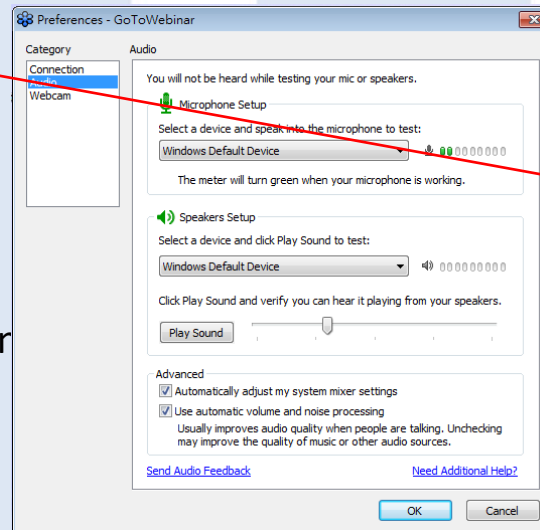 Preferences - GoToWebinar
Category
Audio
Connection
Audio
Webcam
You will not be heard while testing your mic or speakers.
Microphone Setup
Select a device and speak into the microphone to test:
Windows Default Device
The meter will turn green when your microphone is working.
Speakers Setup
Select a device and click Play Sound to test:
Windows Default Device
Click Play Sound and verify you can hear it playing from your speakers.
Play Sound
Advanced
Automatically adjust my system mixer settings
Use automatic volume and noise processing
Usually improves audio quality when people are talking. Unchecking
may improve the quality of music or other audio sources.
Send Audio Feedback
Need Additional Help?
OK
Cancel